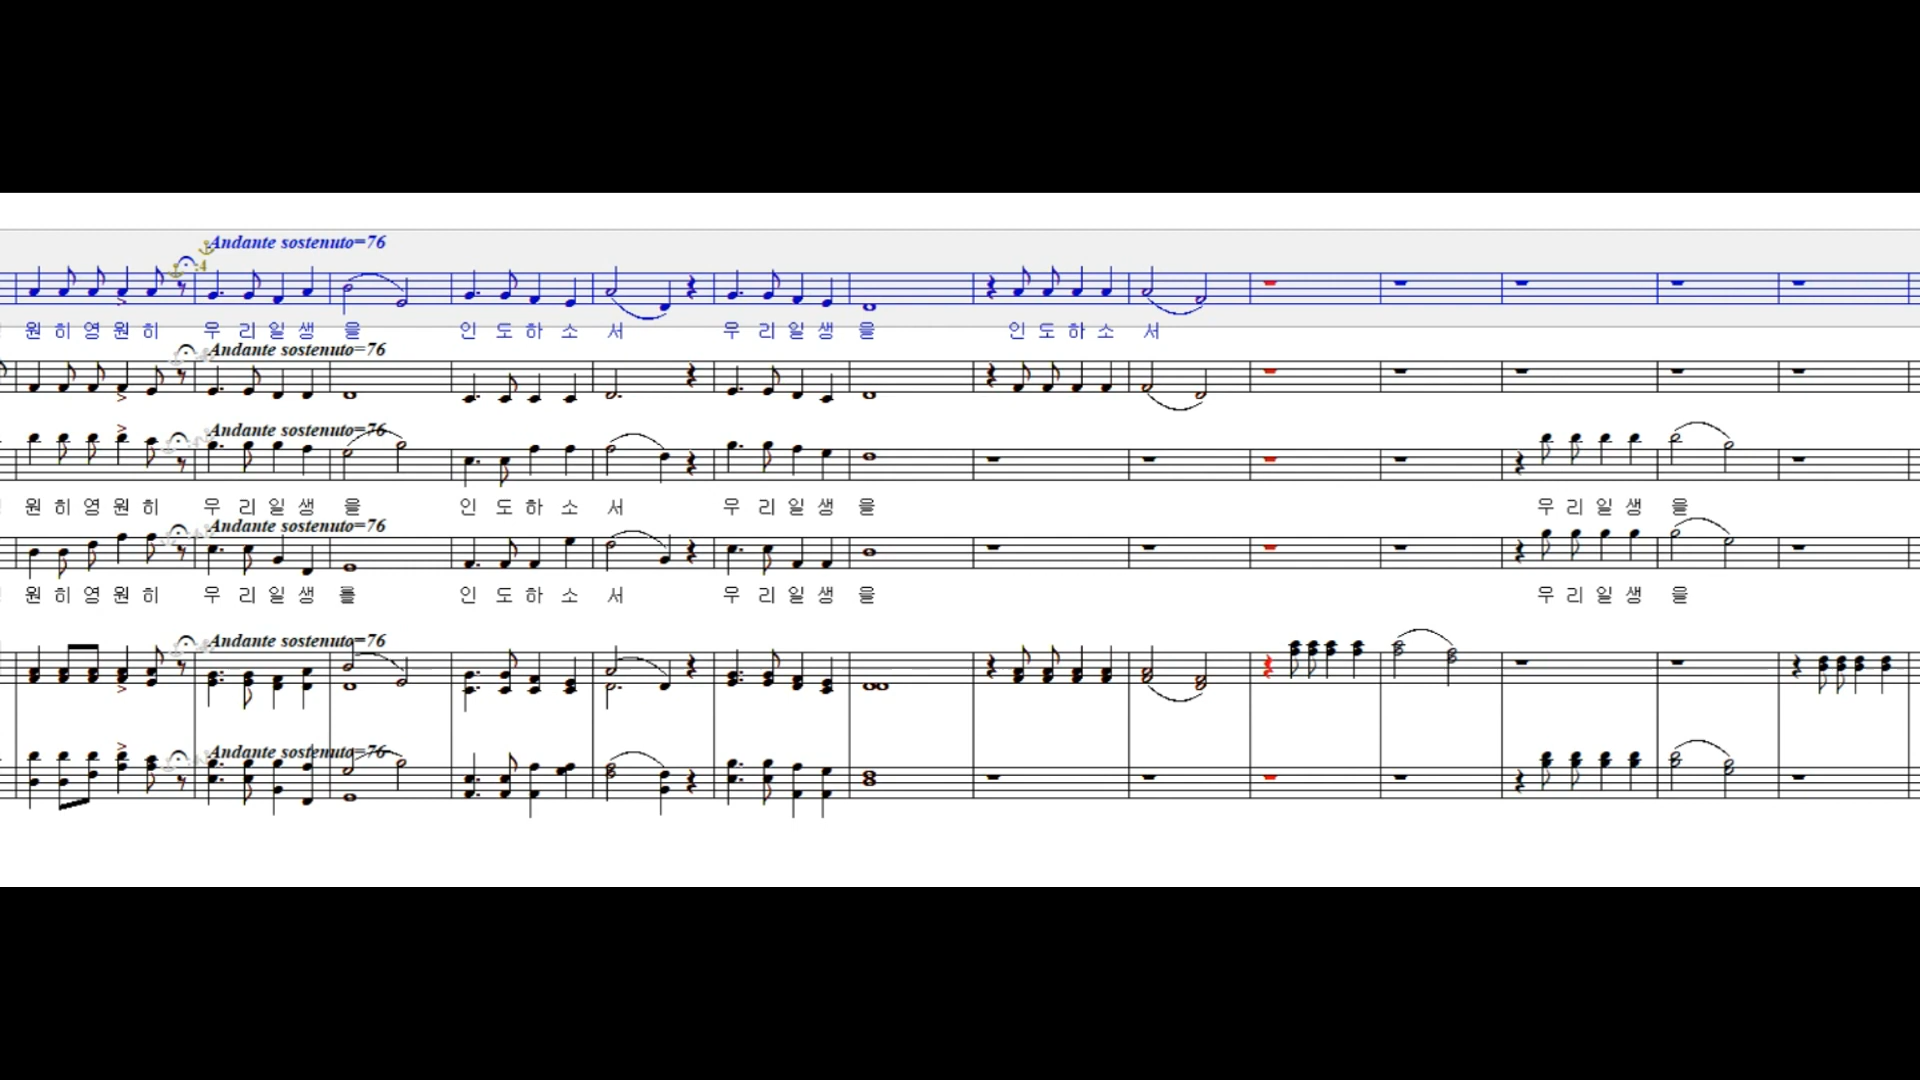 Andante sostenuto=76
:4
원 히 영 원 히 우 리 일 생 을 인 도 하 소 서 우 리 일 생 을 인 도 하 소 서
Andante sostenuto=76
Andante sostenuto=76
원 히 영 원 히 우 리 일 생 을 인 도 하 소 서 우 리 일 생 을 우 리 일 생 을
Andante sostenuto=76
원 히 영 원 히 우 리 일 생 를 인 도 하 소 서 우 리 일 생 을 우 리 일 생 을
Andante sostenuto=76
Andante sostenuto=76